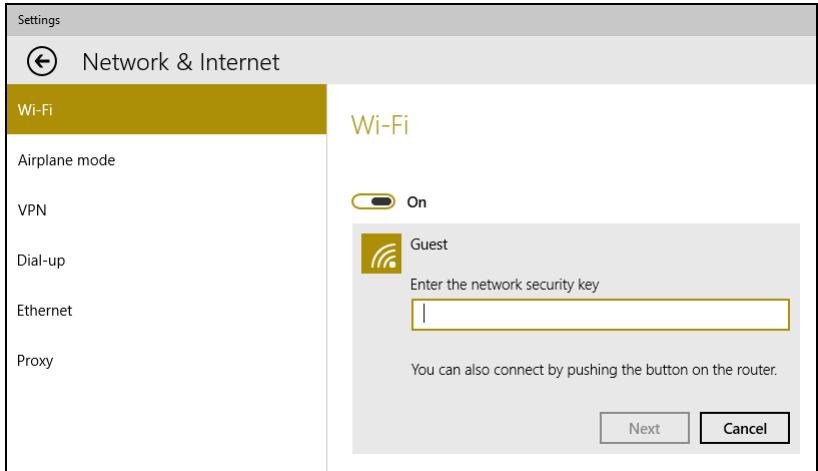 Settings
Network & Internet
Wi-Fi
Airplane mode
VPN
Dial-up
Ethernet
Proxy
Wi-Fi
On
Guest
Enter the network security key
You can also connect by pushing the button on the router.
Next
Cancel